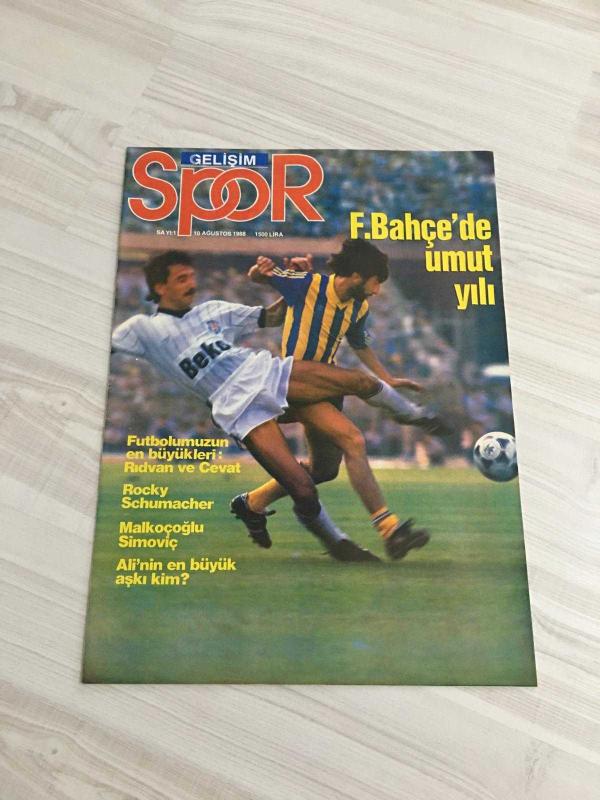 GELİŞİM
SpoR
SAYI:1 10 AĞUSTOS 1988 1500 LİRA
F.Bahçe'de
umut
yılı
Beko
Futbolumuzun
en büyükleri:
Rıdvan ve Cevat
Rocky
Schumacher
Malkoçoğlu
Simoviç
Ali'nin en büyük
aşkı kim?